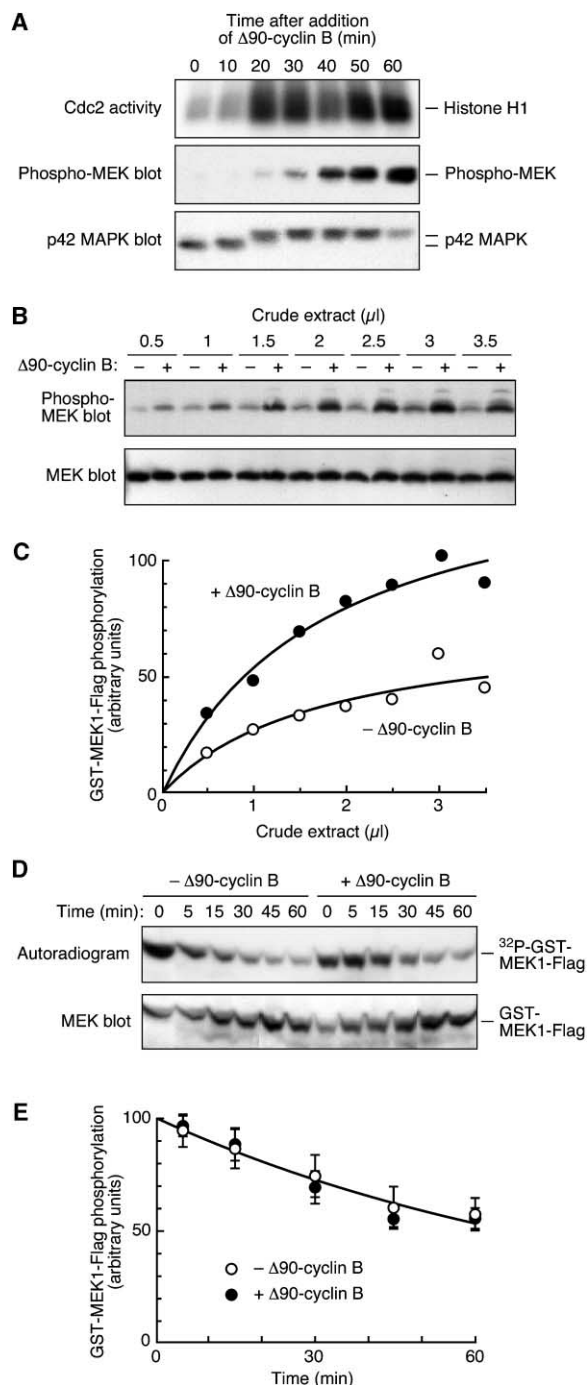 A
Time after addition
of Δ90-cyclin B (min)
0 10 20 30 40 50 60
Cdc2 activity
Histone H1
Phospho-MEK blot
Phospho-MEK
p42 MAPK blot
p42 MAPK
B
Crude extract (µl)
0.5 1 1.5 2 2.5 3 3.5
Δ90-cyclin B: − + − + − + − + − + − + − +
Phospho-
MEK blot
MEK blot
C
GST-MEK1-Flag phosphorylation
(arbitrary units)
100
50
0
+ Δ90-cyclin B
− Δ90-cyclin B
0 1 2 3
Crude extract (µl)
D
− Δ90-cyclin B + Δ90-cyclin B
Time (min): 0 5 15 30 45 60 0 5 15 30 45 60
Autoradiogram
32P-GST-
MEK1-Flag
MEK blot
GST-
MEK1-Flag
E
GST-MEK1-Flag phosphorylation
(arbitrary units)
100
50
0
− Δ90-cyclin B
+ Δ90-cyclin B
0 30 60
Time (min)